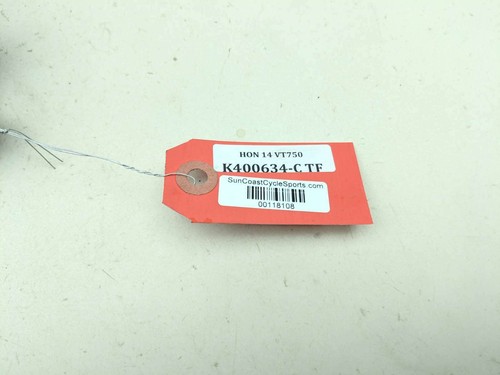 HON 14 VT750
K400634-C TF
SunCoastCycleSports.com
00118108